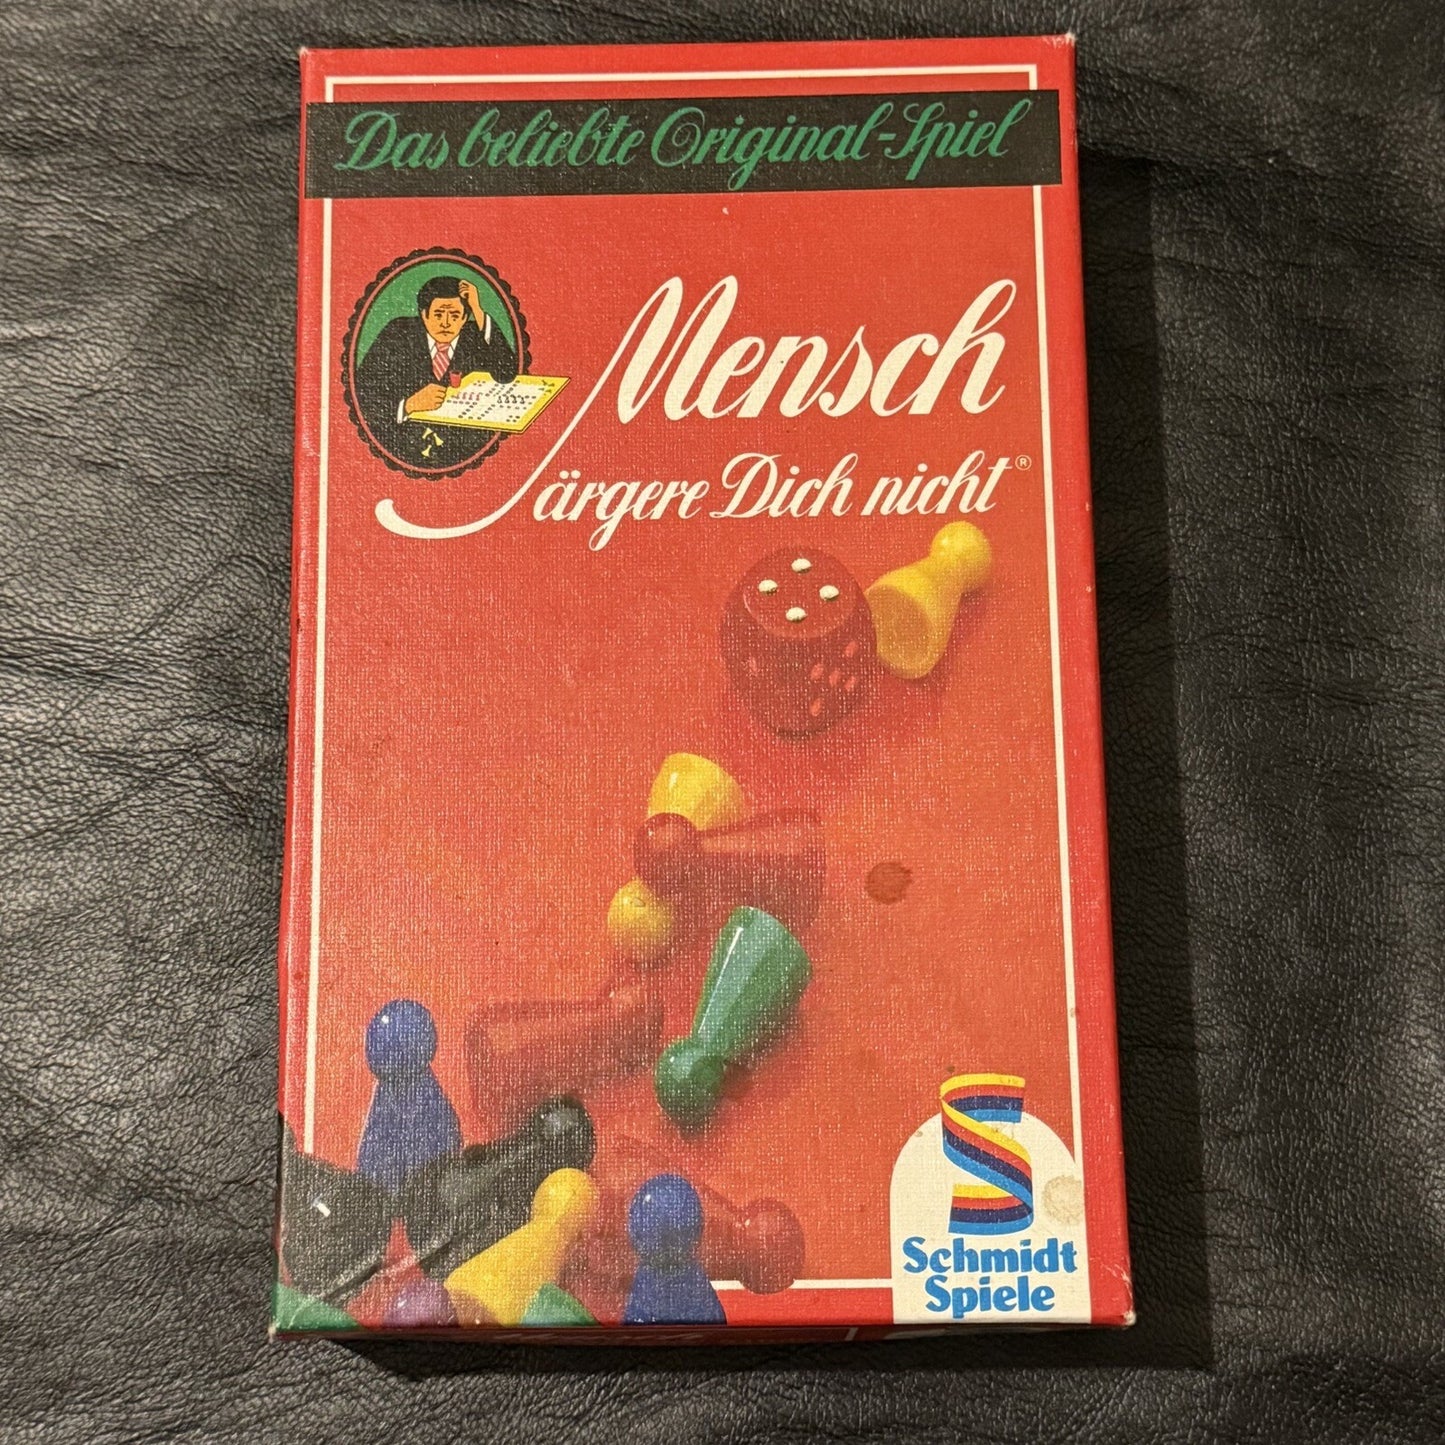 Das beliebte Original-Spiel
Mensch
ärgere Dich nicht®
Schmidt
Spiele